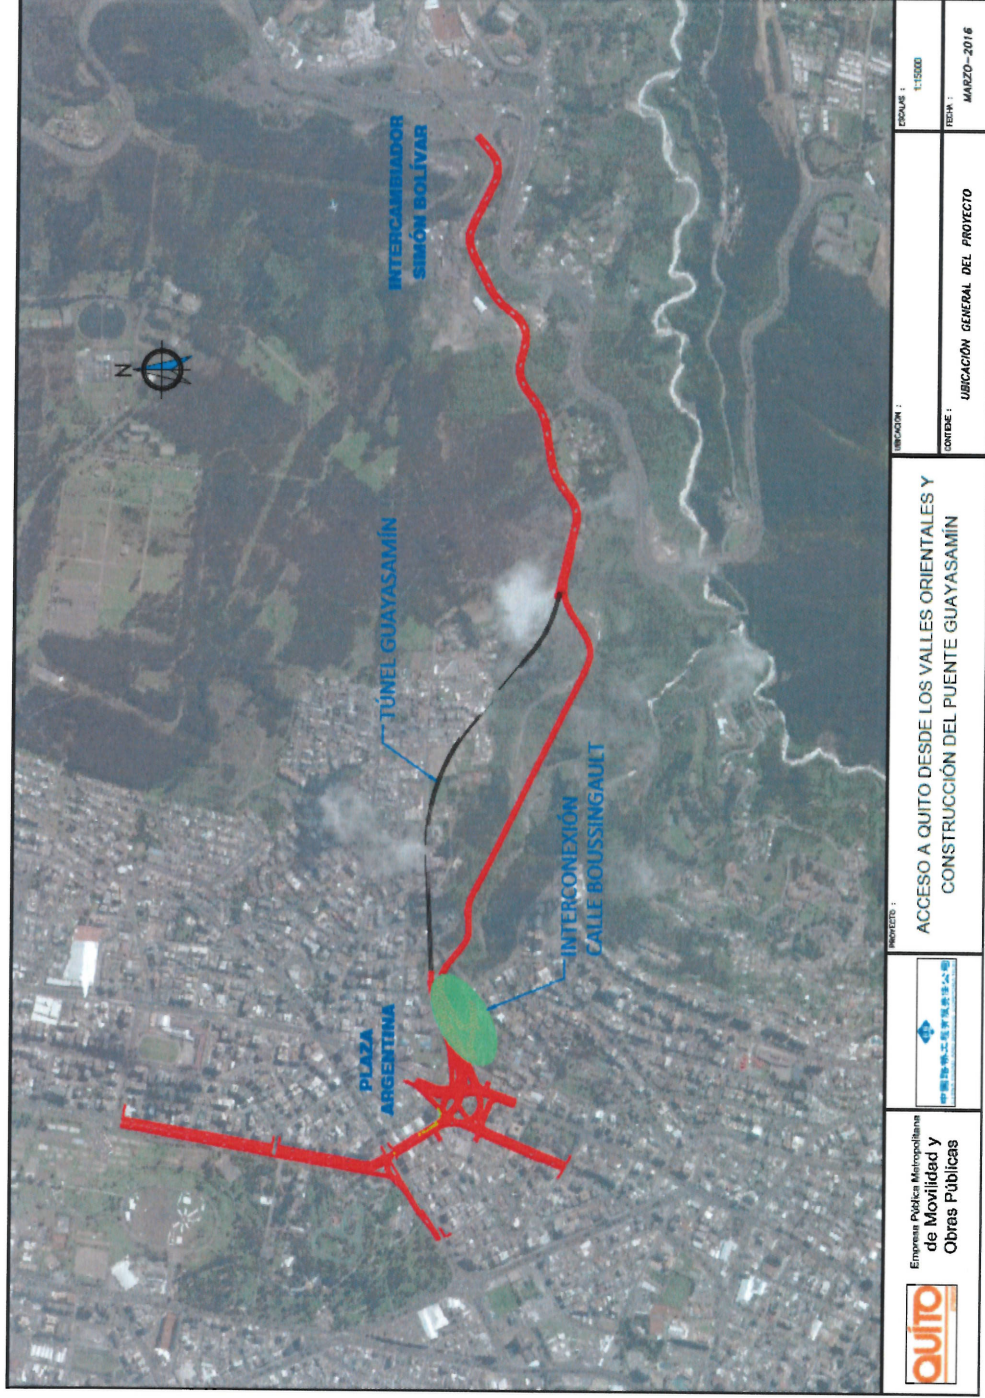 N
INTERCAMBIADOR
SIMÓN BOLÍVAR
TÚNEL GUAYASAMÍN
PLAZA
ARGENTINA
INTERCONEXIÓN
CALLE BOUSSINGAULT
QUITO
Empresa Pública Metropolitana
de Movilidad y
Obras Públicas
PROYECTO :
ACCESO A QUITO DESDE LOS VALLES ORIENTALES Y
CONSTRUCCIÓN DEL PUENTE GUAYASAMÍN
UBICACIÓN :
CONTIENE :
UBICACIÓN GENERAL DEL PROYECTO
ESCALAS :
1:15000
FECHA :
MARZO-2016